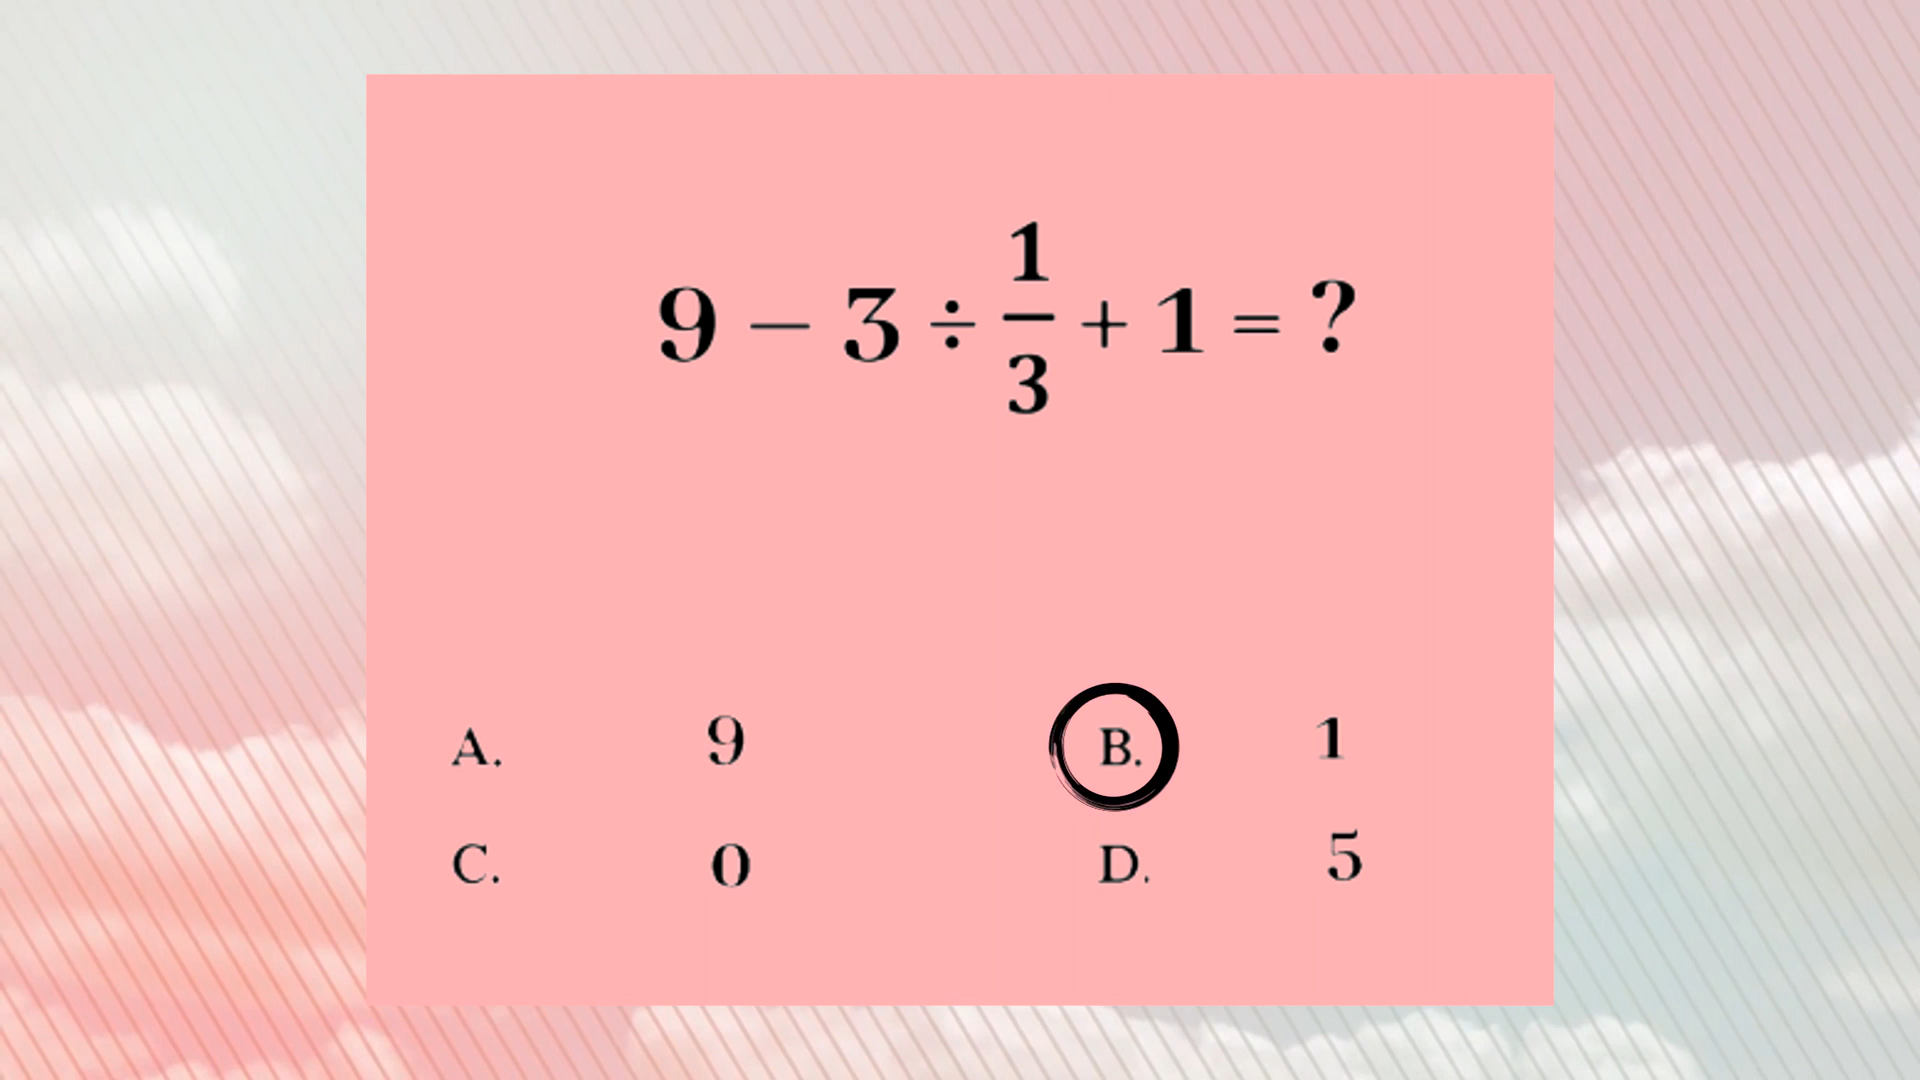 9 − 3 ÷ 1/3 + 1 = ?
A. 9 B. 1
C. 0 D. 5